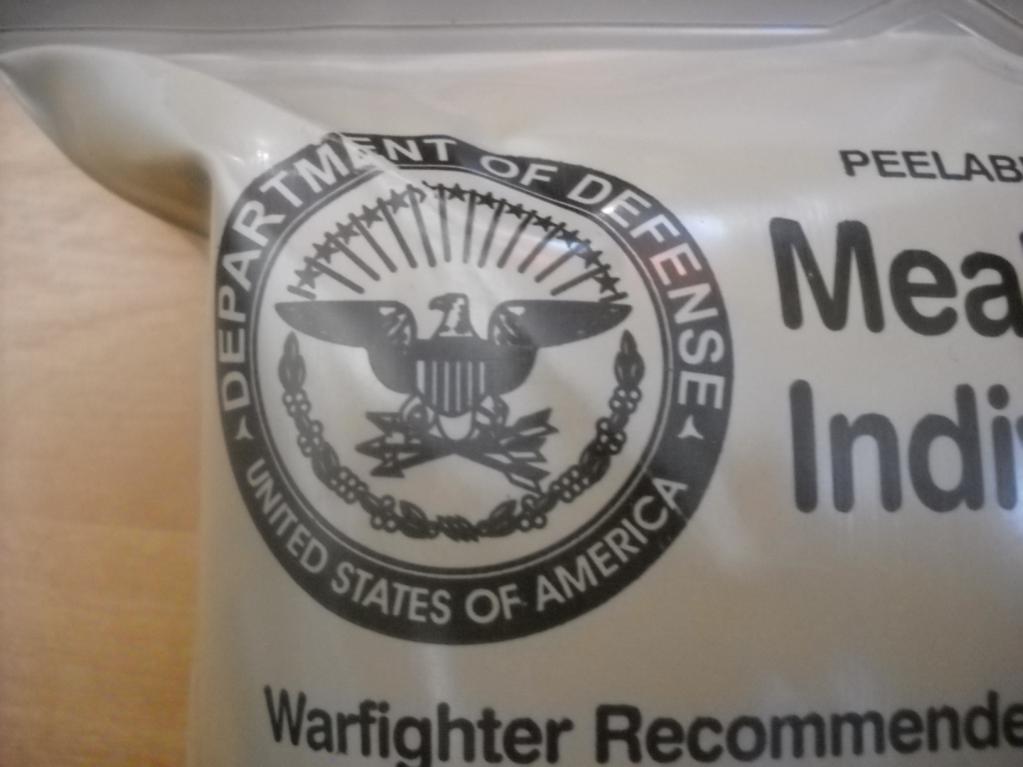 DEPARTMENT OF DEFENSE
UNITED STATES OF AMERICA
PEELAB
Mea
Indi
Warfighter Recommende